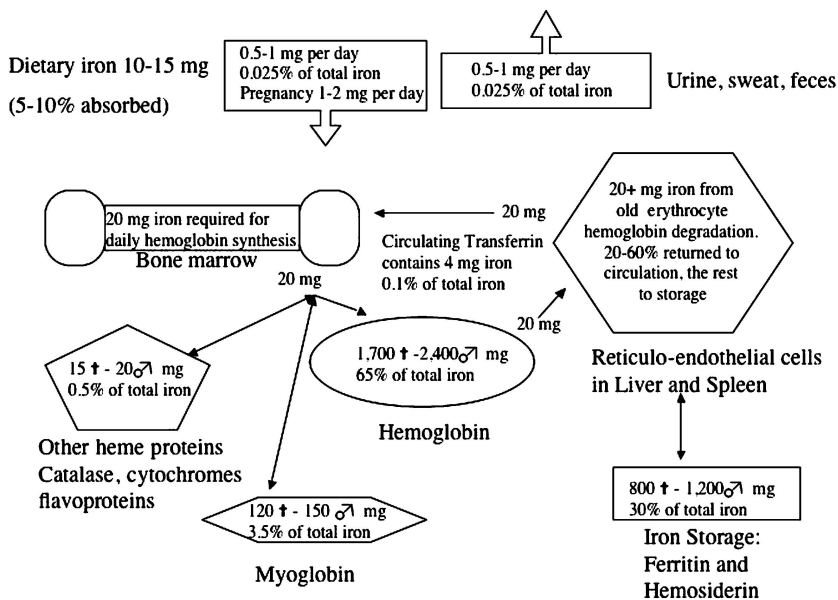 Dietary iron 10-15 mg
(5-10% absorbed)
0.5-1 mg per day
0.025% of total iron
Pregnancy 1-2 mg per day
0.5-1 mg per day
0.025% of total iron
Urine, sweat, feces
20 mg iron required for
daily hemoglobin synthesis
Bone marrow
20 mg
Circulating Transferrin
contains 4 mg iron
0.1% of total iron
20+ mg iron from
old erythrocyte
hemoglobin degradation.
20-60% returned to
circulation, the rest
to storage
20 mg
20 mg
Reticulo-endothelial cells
in Liver and Spleen
15 ✝ - 20♂ mg
0.5% of total iron
Other heme proteins
Catalase, cytochromes
flavoproteins
1,700 ✝ -2,400♂ mg
65% of total iron
Hemoglobin
120 ✝ - 150 ♂ mg
3.5% of total iron
Myoglobin
800 ✝ - 1,200♂ mg
30% of total iron
Iron Storage:
Ferritin and
Hemosiderin